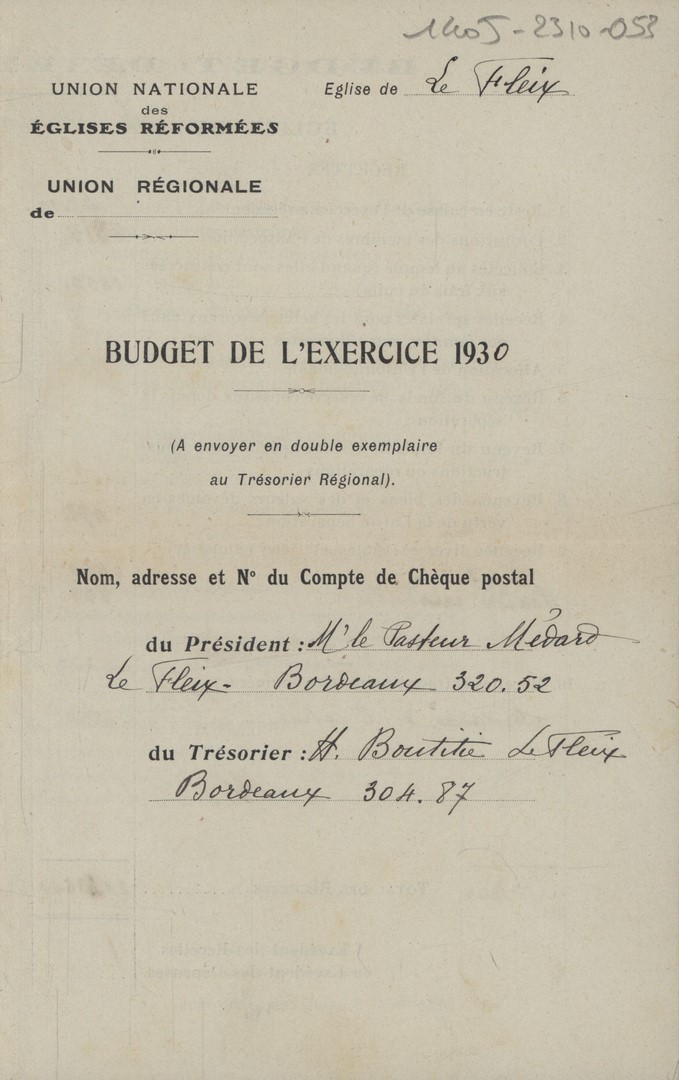 140J-2310-053
UNION NATIONALE
des
ÉGLISES RÉFORMÉES
UNION RÉGIONALE
de
Eglise de Le Fleix
BUDGET DE L'EXERCICE 1930
(A envoyer en double exemplaire
au Trésorier Régional).
Nom, adresse et N° du Compte de Chèque postal
du Président : Mr le Pasteur Médard
Le Fleix - Bordeaux 320.52
du Trésorier : H. Boutitie Le Fleix
Bordeaux 304.87